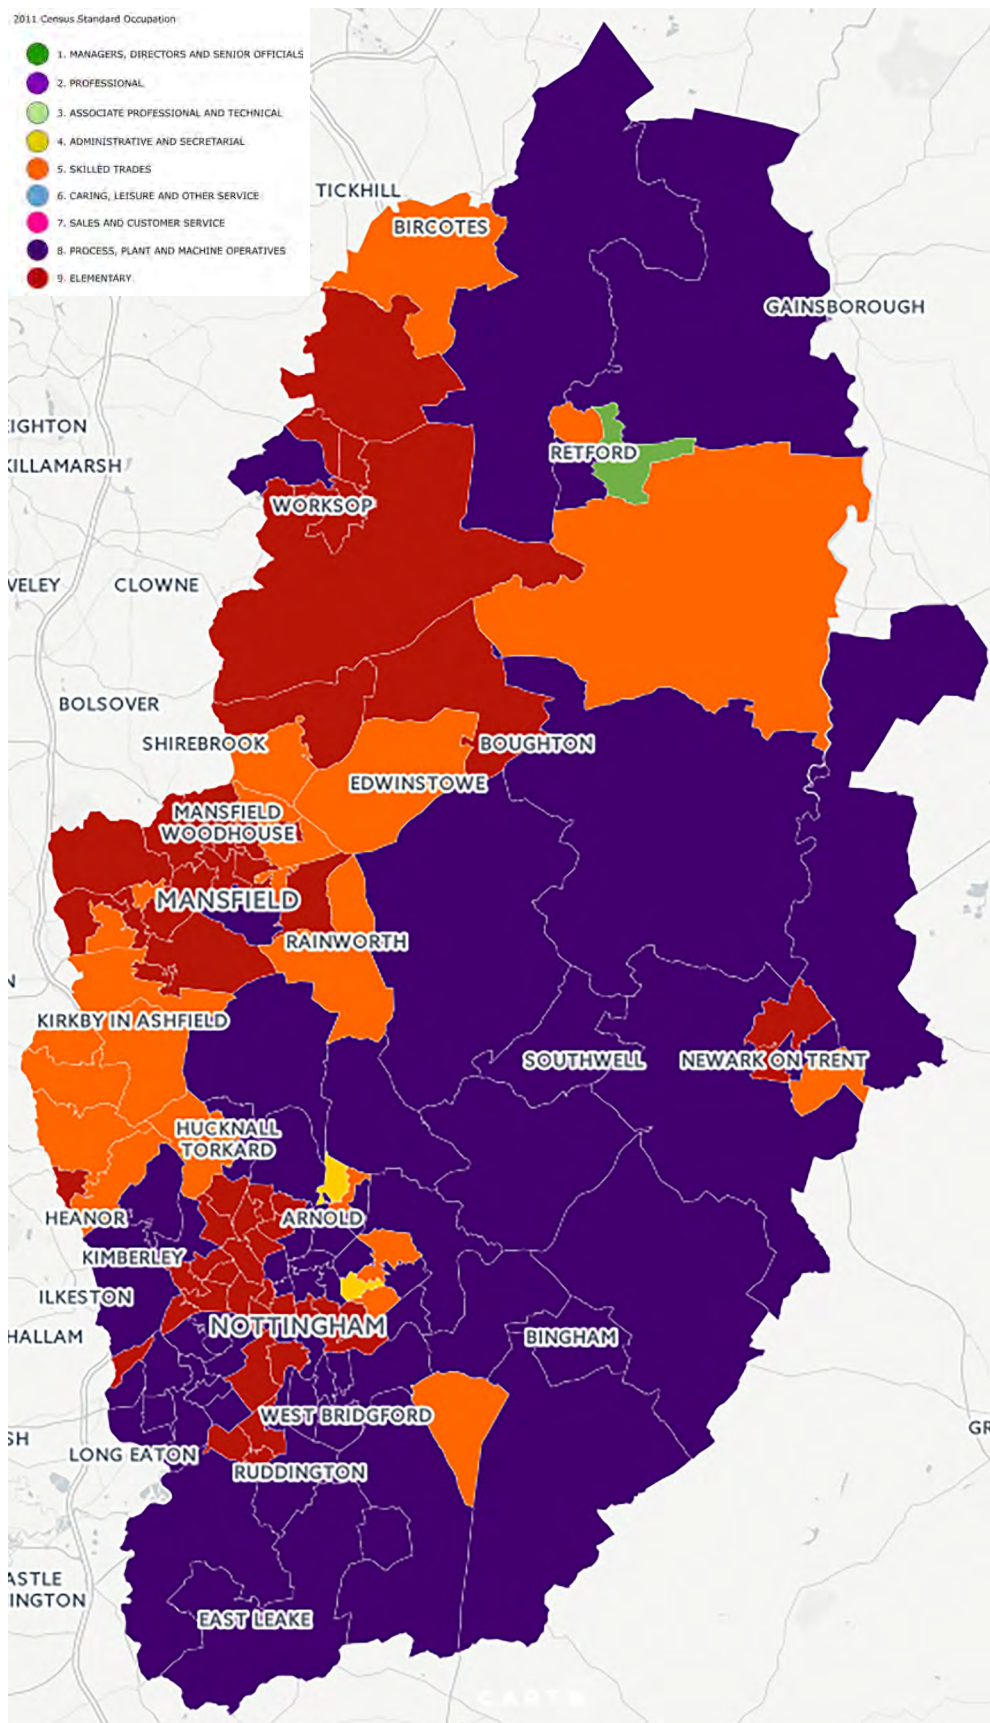 2011 Census Standard Occupation
1. MANAGERS, DIRECTORS AND SENIOR OFFICIALS
2. PROFESSIONAL
3. ASSOCIATE PROFESSIONAL AND TECHNICAL
4. ADMINISTRATIVE AND SECRETARIAL
5. SKILLED TRADES
6. CARING, LEISURE AND OTHER SERVICE
7. SALES AND CUSTOMER SERVICE
8. PROCESS, PLANT AND MACHINE OPERATIVES
9. ELEMENTARY
TICKHILL
BIRCOTES
GAINSBOROUGH
EIGHTON
KILLAMARSH
RETFORD
WORKSOP
VELEY
CLOWNE
BOLSOVER
SHIREBROOK
BOUGHTON
EDWINSTOWE
MANSFIELD
WOODHOUSE
MANSFIELD
RAINWORTH
N
KIRKBY IN ASHFIELD
SOUTHWELL
NEWARK ON TRENT
HUCKNALL
TORKARD
HEANOR
ARNOLD
KIMBERLEY
ILKESTON
NOTTINGHAM
HALLAM
BINGHAM
WEST BRIDGFORD
SH
GR
LONG EATON
RUDDINGTON
ASTLE
INGTON
EAST LEAKE
CARTO